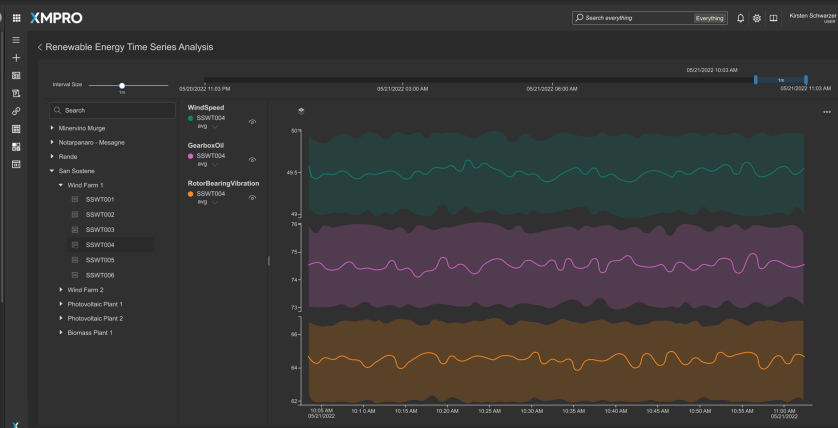 XMPRO
Search everything
Everything
Kirsten Schwarzer
USER
Renewable Energy Time Series Analysis
05/21/2022 10:03 AM
Interval Size
1m
1hr
05/20/2022 11:03 PM
05/21/2022 03:00 AM
05/21/2022 06:00 AM
05/21/2022 11:03 AM
Search
Minervino Murge
Notarpanaro - Mesagne
Rende
San Sostene
Wind Farm 1
SSWT001
SSWT002
SSWT003
SSWT004
SSWT005
SSWT006
Wind Farm 2
Photovoltaic Plant 1
Photovoltaic Plant 2
Biomass Plant 1
WindSpeed
SSWT004
avg
GearboxOil
SSWT004
avg
RotorBearingVibration
SSWT004
avg
50
49.5
49
76
75
74
73
66
64
62
10:05 AM
05/21/2022
10:10 AM
10:15 AM
10:20 AM
10:25 AM
10:30 AM
10:35 AM
10:40 AM
10:45 AM
10:50 AM
10:55 AM
11:00 AM
05/21/2022